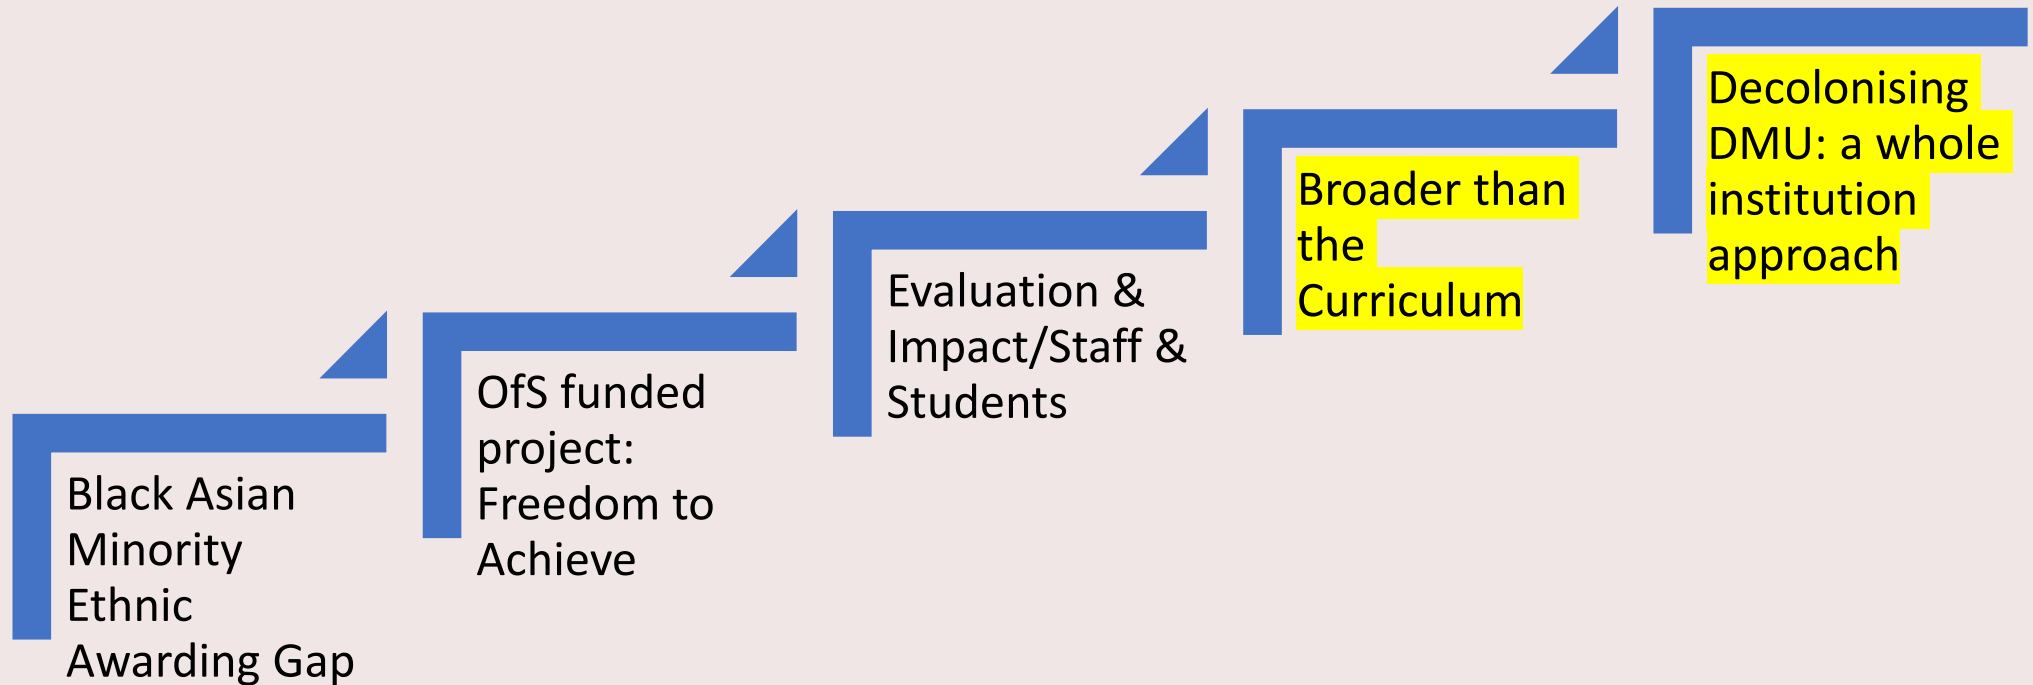 Black Asian
Minority
Ethnic
Awarding Gap
OfS funded
project:
Freedom to
Achieve
Evaluation &
Impact/Staff &
Students
Broader than
the
Curriculum
Decolonising
DMU: a whole
institution
approach